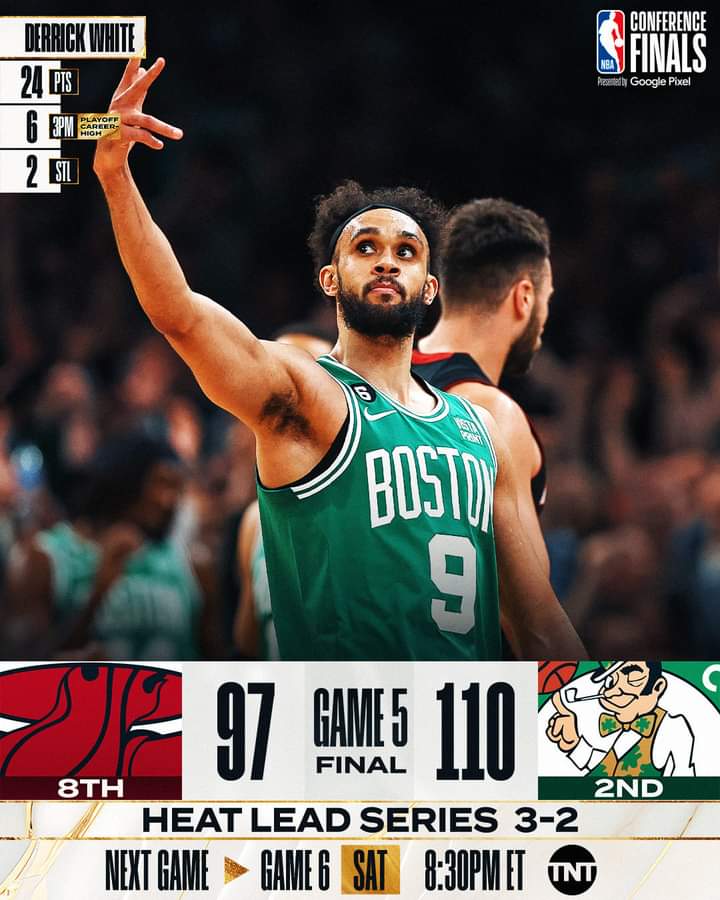 DERRICK WHITE
24 PTS
6 3PM PLAYOFF CAREER-HIGH
2 STL
NBA
CONFERENCE
FINALS
Presented by Google Pixel
6
BOSTON
9
97 GAME 5 110
FINAL
8TH 2ND
HEAT LEAD SERIES 3-2
NEXT GAME GAME 6 SAT 8:30PM ET TNT